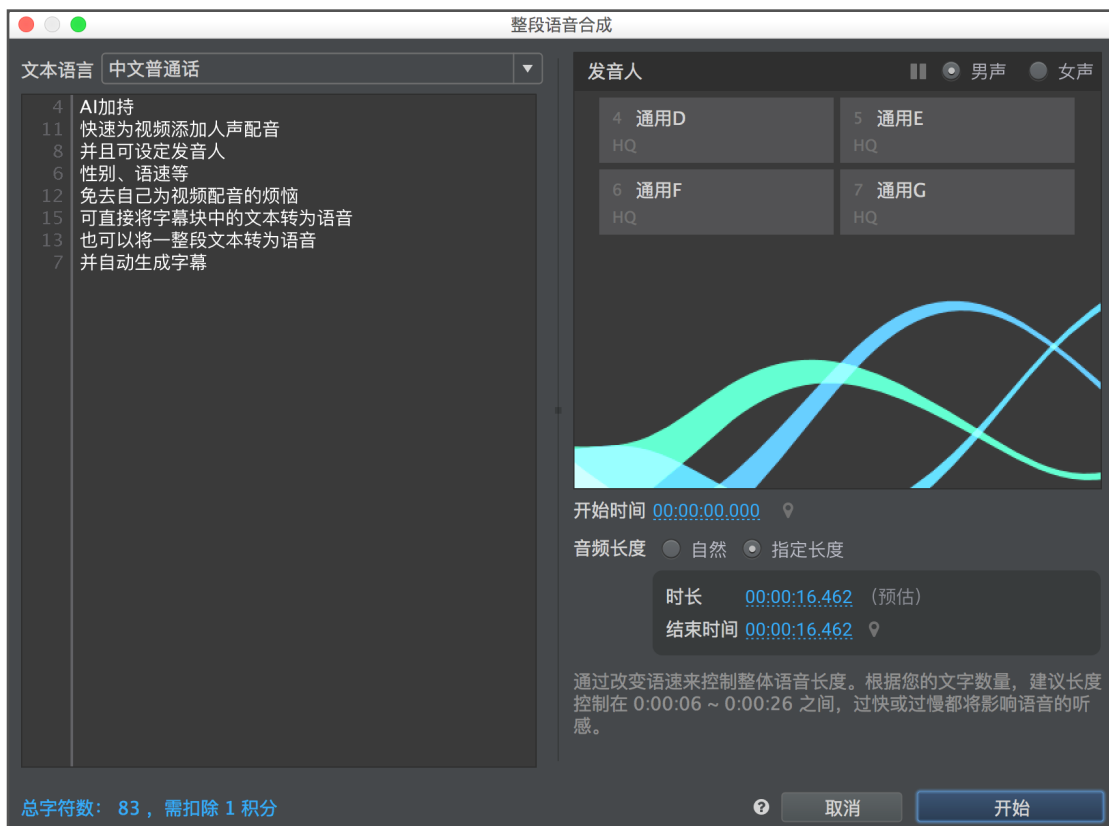 整段语音合成
文本语言 中文普通话
4 AI加持
11 快速为视频添加人声配音
8 并且可设定发音人
6 性别、语速等
12 免去自己为视频配音的烦恼
15 可直接将字幕块中的文本转为语音
13 也可以将一整段文本转为语音
7 并自动生成字幕
发音人 男声 女声
4 通用D
HQ
5 通用E
HQ
6 通用F
HQ
7 通用G
HQ
开始时间 00:00:00.000
音频长度 自然 指定长度
时长 00:00:16.462 （预估）
结束时间 00:00:16.462
通过改变语速来控制整体语音长度。根据您的文字数量，建议长度
控制在 0:00:06 ~ 0:00:26 之间，过快或过慢都将影响语音的听
感。
总字符数： 83 ，需扣除 1 积分
? 取消 开始